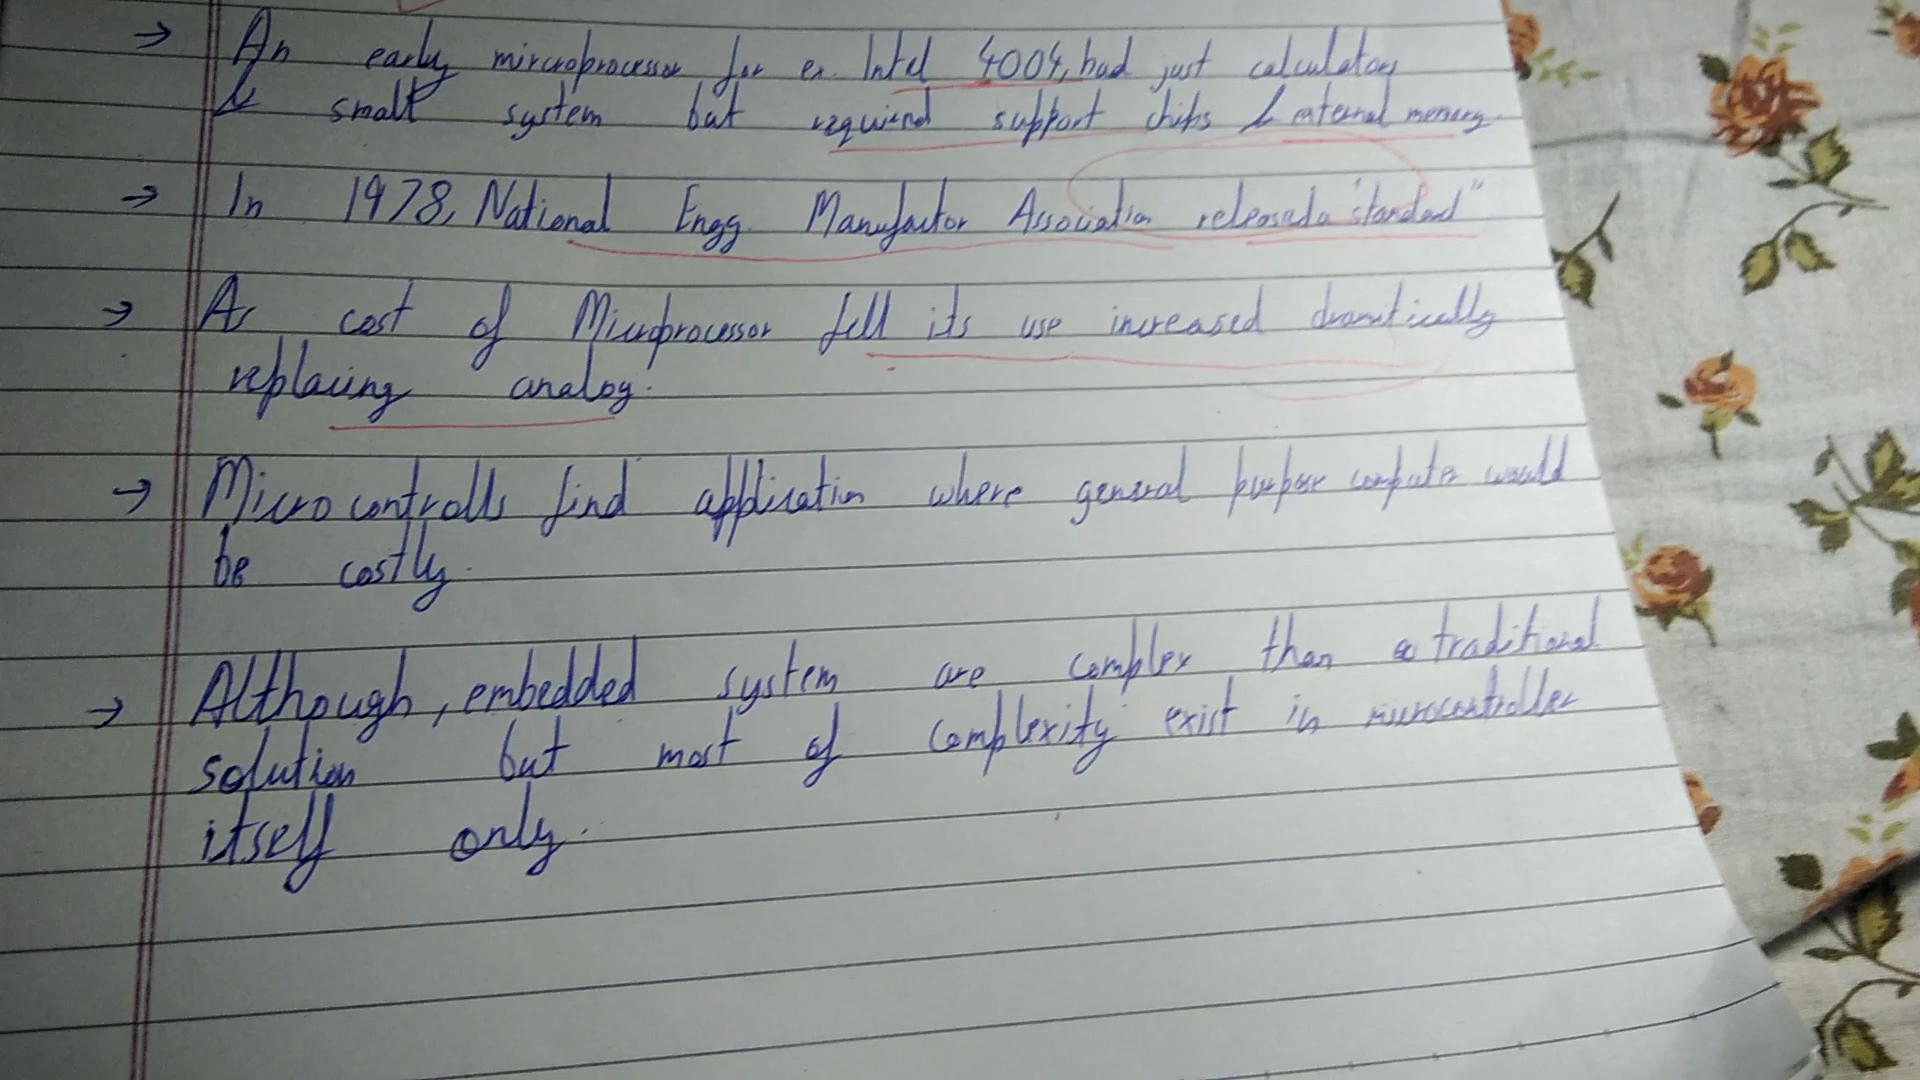 → An early mircroprocessor for ex. Intel 4004, had just calculatory
& small system but required support chips & external memory.
→ In 1978, National Engg. Manufactor Association released a "standard"
→ As cost of Microprocessor fell its use increased dramatically
replacing analog.
→ Microcontrolls find application where general purpose computer would
be costly.
→ Although, embedded system are complex than a traditional
solution but most of complexity exist in microcontroller
itself only.